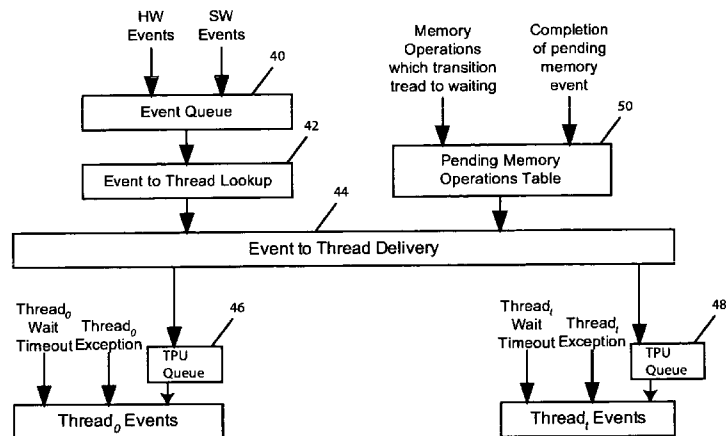 HW
Events
SW
Events
40
Event Queue
42
Event to Thread Lookup
Memory
Operations
which transition
tread to waiting
Completion
of pending
memory
event
50
Pending Memory
Operations Table
44
Event to Thread Delivery
Thread0
Wait
Timeout
Thread0
Exception
46
TPU
Queue
Thread0 Events
Threadt
Wait
Timeout
Threadt
Exception
48
TPU
Queue
Threadt Events